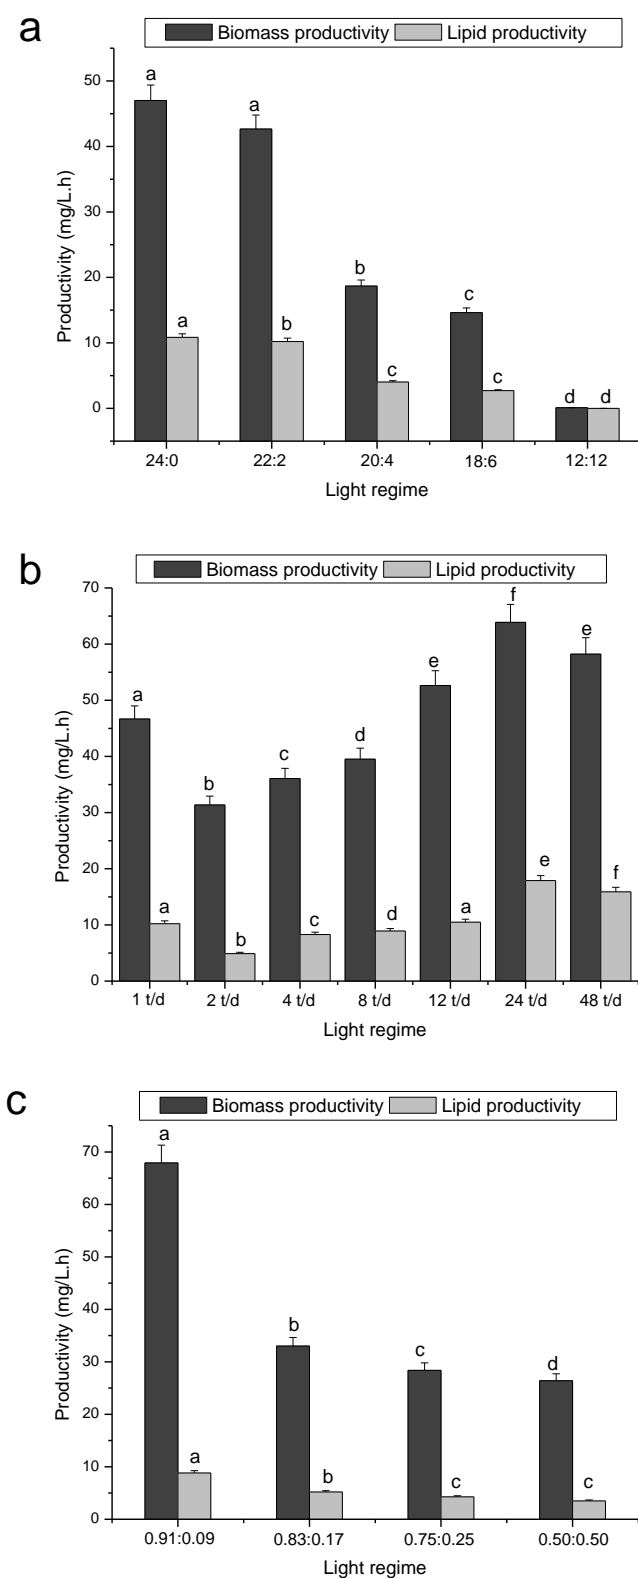 a
Biomass productivity Lipid productivity
Productivity (mg/L.h)
50
40
30
20
10
0
a a
a b
b c
c c
d d
24:0 22:2 20:4 18:6 12:12
Light regime
b
Biomass productivity Lipid productivity
Productivity (mg/L.h)
70
60
50
40
30
20
10
0
a a
b b
c c
d d
e a
f e
e f
1 t/d 2 t/d 4 t/d 8 t/d 12 t/d 24 t/d 48 t/d
Light regime
c
Biomass productivity Lipid productivity
Productivity (mg/L.h)
70
60
50
40
30
20
10
0
a a
b b
c c
d c
0.91:0.09 0.83:0.17 0.75:0.25 0.50:0.50
Light regime